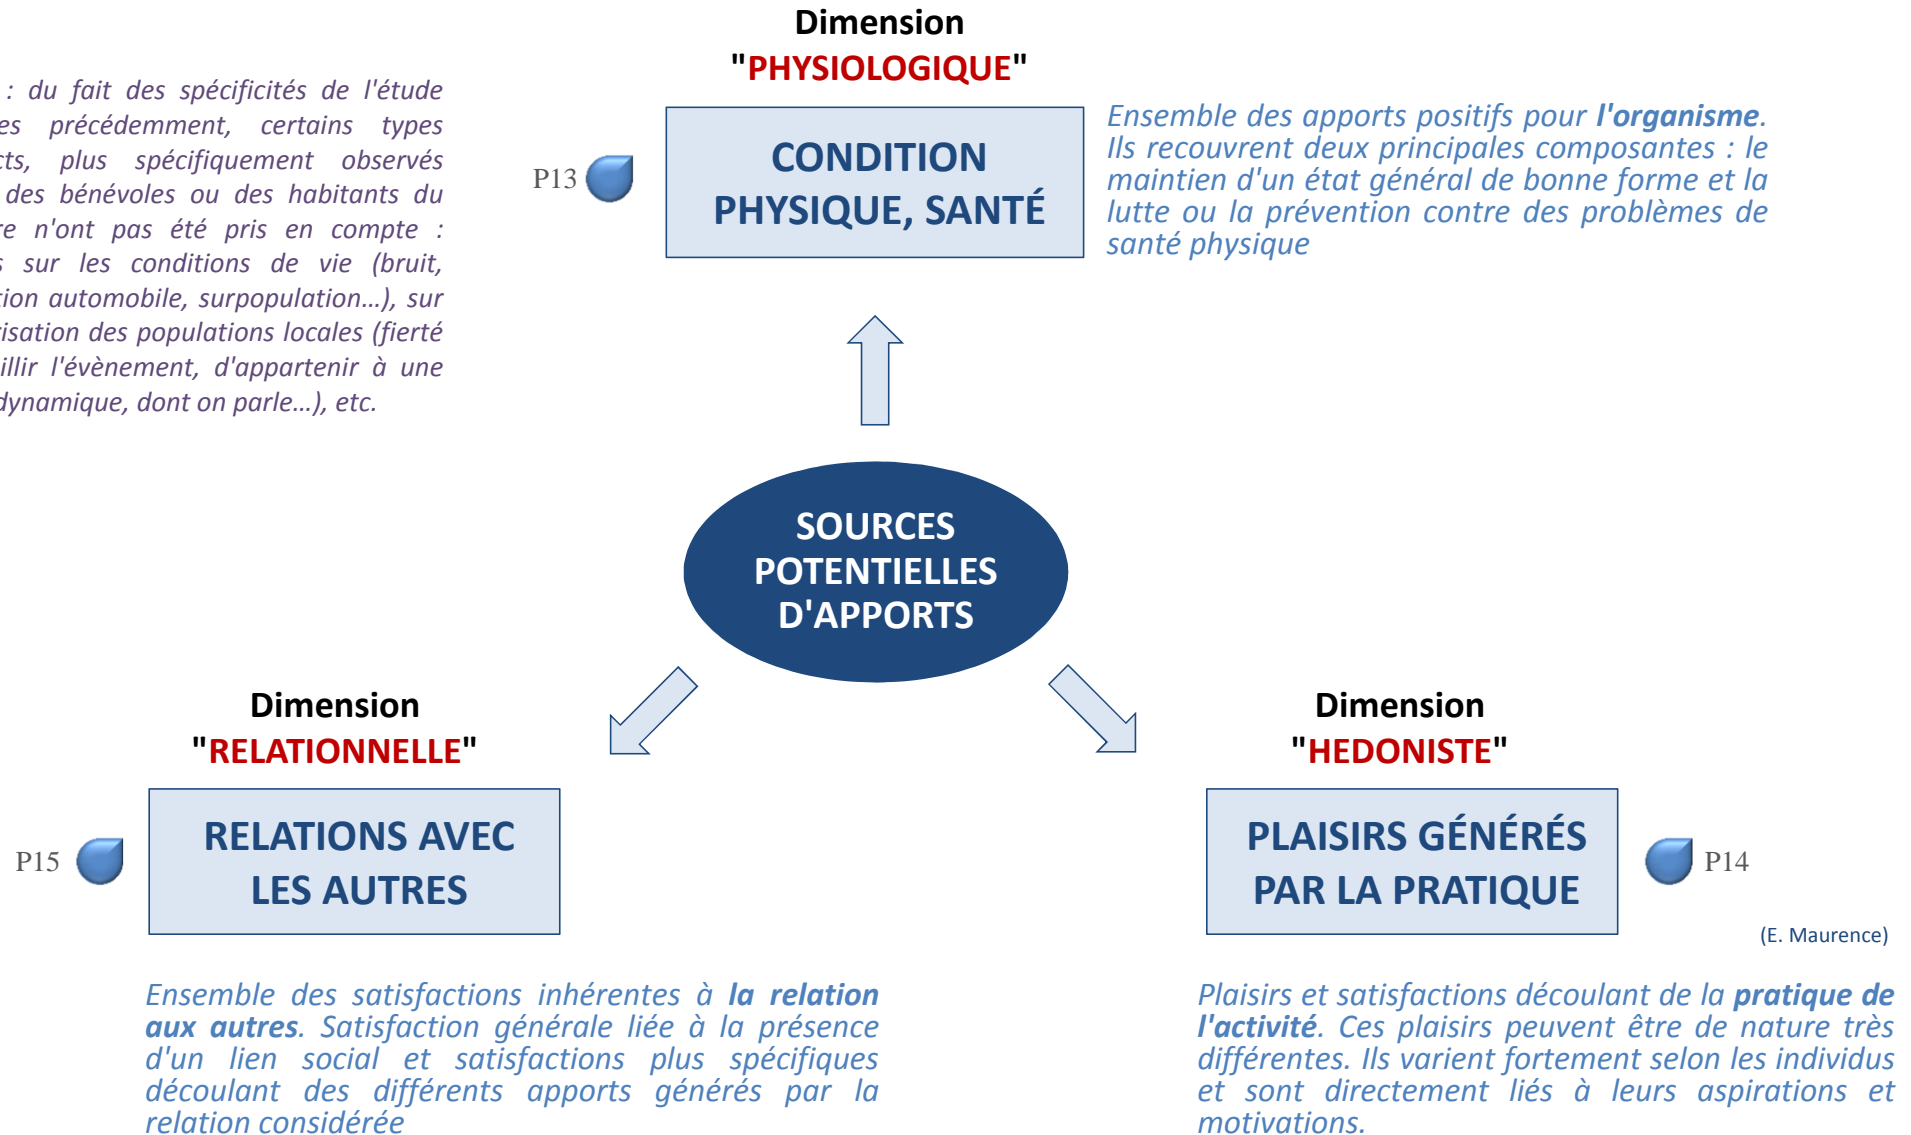 Dimension
"PHYSIOLOGIQUE"
: du fait des spécificités de l'étude
précédemment, certains types
plus spécifiquement observés
des bénévoles ou des habitants du
n'ont pas été pris en compte :
sur les conditions de vie (bruit,
automobile, surpopulation…), sur
des populations locales (fierté
l'évènement, d'appartenir à une
dynamique, dont on parle…), etc.
P13
CONDITION
PHYSIQUE, SANTÉ
Ensemble des apports positifs pour l'organisme.
Ils recouvrent deux principales composantes : le
maintien d'un état général de bonne forme et la
lutte ou la prévention contre des problèmes de
santé physique
SOURCES
POTENTIELLES
D'APPORTS
Dimension
"RELATIONNELLE"
P15
RELATIONS AVEC
LES AUTRES
Ensemble des satisfactions inhérentes à la relation
aux autres. Satisfaction générale liée à la présence
d'un lien social et satisfactions plus spécifiques
découlant des différents apports générés par la
relation considérée
Dimension
"HEDONISTE"
PLAISIRS GÉNÉRÉS
PAR LA PRATIQUE
P14
(E. Maurence)
Plaisirs et satisfactions découlant de la pratique de
l'activité. Ces plaisirs peuvent être de nature très
différentes. Ils varient fortement selon les individus
et sont directement liés à leurs aspirations et
motivations.